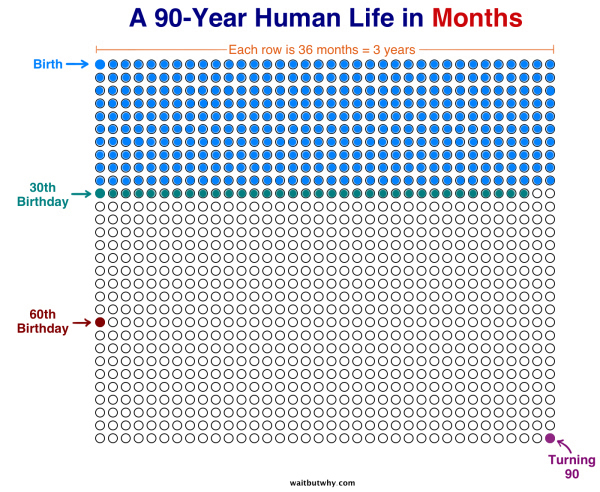 A 90-Year Human Life in Months
Each row is 36 months = 3 years
Birth
30th
Birthday
60th
Birthday
Turning
90
waitbutwhy.com